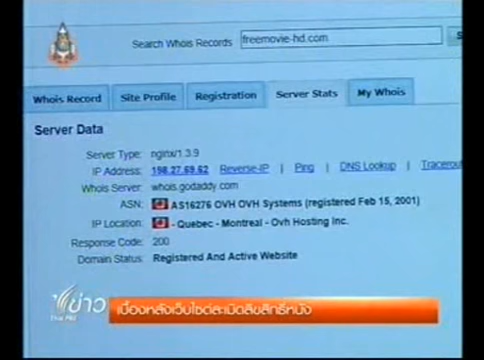 Search Whois Records
freemovie-hd.com
Whois Record
Site Profile
Registration
Server Stats
My Whois
Server Data
Server Type: nginx/1.3.9
IP Address: 198.27.69.62 Reverse-IP | Ping | DNS Lookup | Tracerout
Whois Server: whois.godaddy.com
ASN: AS16276 OVH OVH Systems (registered Feb 15, 2001)
IP Location: - Quebec - Montreal - Ovh Hosting Inc.
Response Code: 200
Domain Status: Registered And Active Website
ข่าว
Thai PBS
เบื้องหลังเว็บไซต์ละเมิดลิขสิทธิ์หนัง